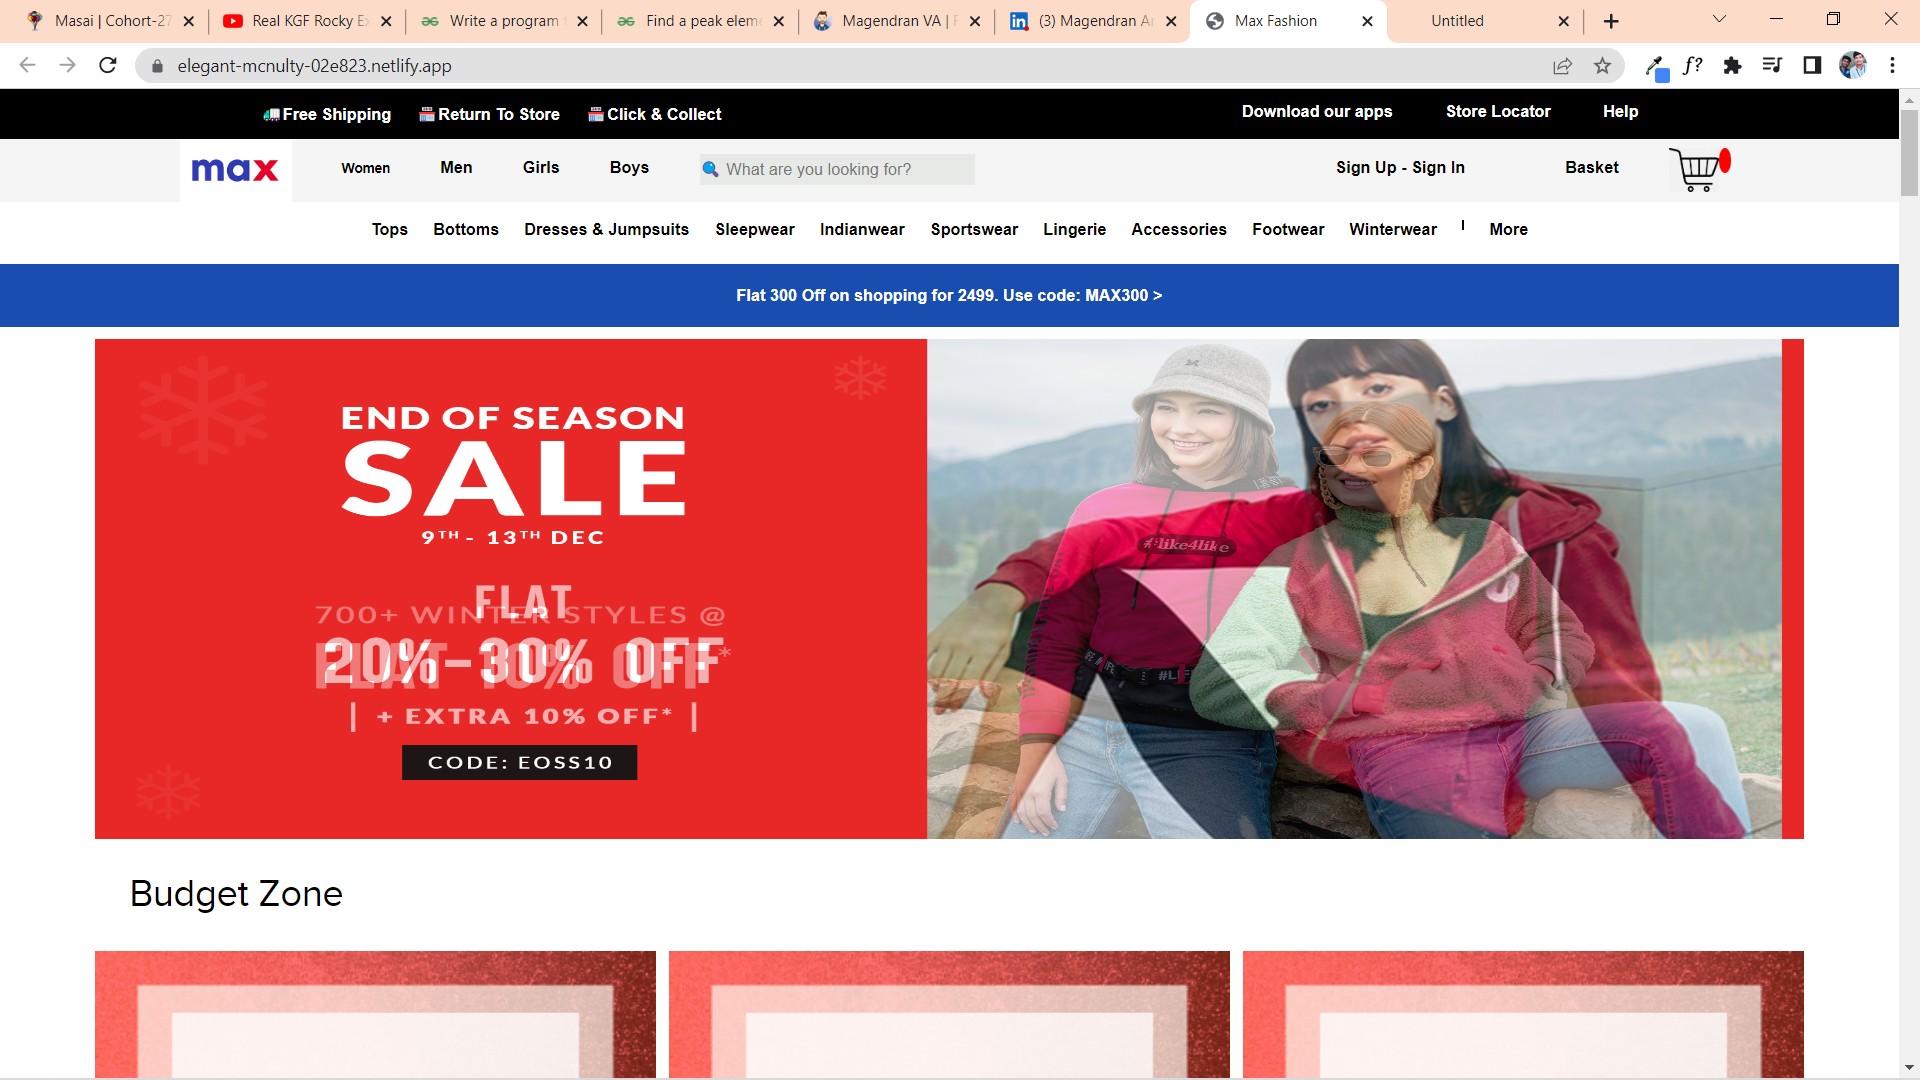 Masai | Cohort-27
Real KGF Rocky Ex
Write a program
Find a peak eleme
Magendran VA |
(3) Magendran Ar
Max Fashion
Untitled
elegant-mcnulty-02e823.netlify.app
f?
Free Shipping
Return To Store
Click & Collect
Download our apps
Store Locator
Help
max
Women
Men
Girls
Boys
What are you looking for?
Sign Up - Sign In
Basket
Tops
Bottoms
Dresses & Jumpsuits
Sleepwear
Indianwear
Sportswear
Lingerie
Accessories
Footwear
Winterwear
|
More
Flat 300 Off on shopping for 2499. Use code: MAX300 >
END OF SEASON
SALE
9TH - 13TH DEC
FLAT
700+ WINTER STYLES @
20%-30% OFF
FLAT 10% OFF*
| + EXTRA 10% OFF* |
CODE: EOSS10
#like4like
Budget Zone